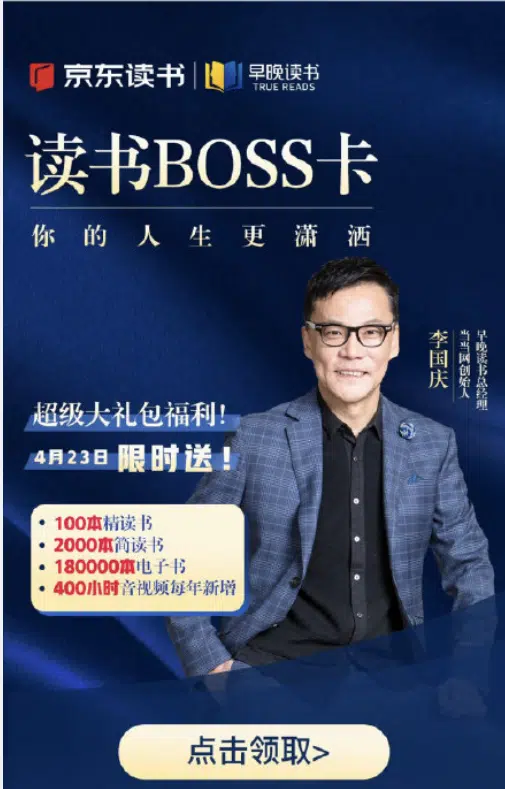 京东读书 早晚读书
TRUE READS
读书BOSS卡
你的人生更潇洒
李国庆
早晚读书总经理
当当网创始人
超级大礼包福利!
4月23日 限时送!
• 100本精读书
• 2000本简读书
• 180000本电子书
• 400小时音视频每年新增
点击领取>